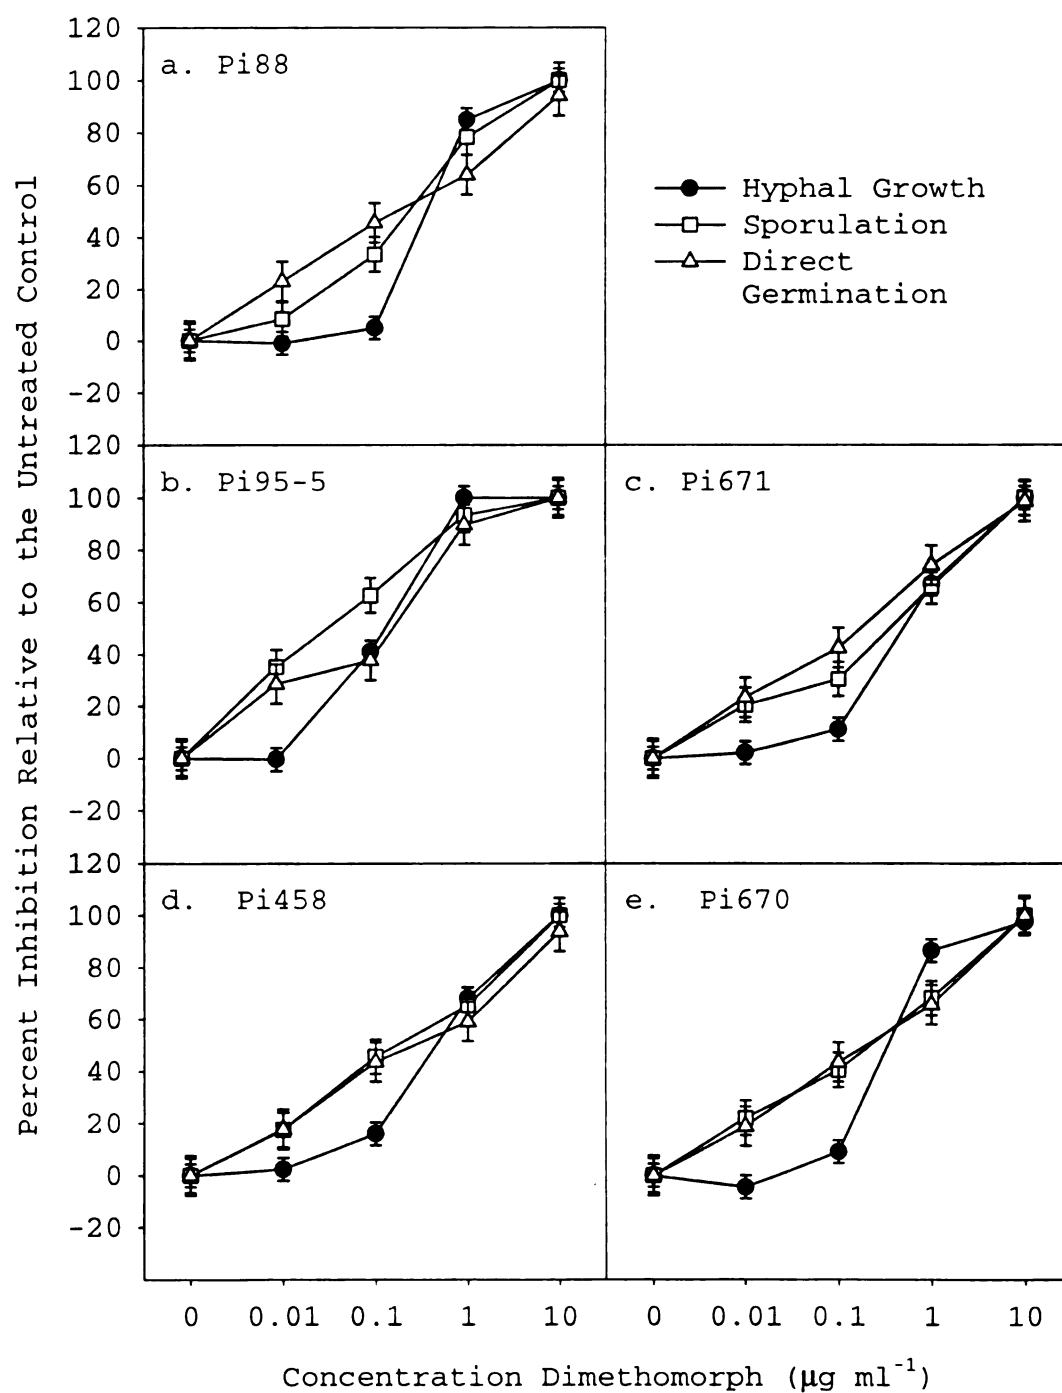 Percent Inhibition Relative to the Untreated Control
120
100
80
60
40
20
0
-20
a. Pi88
Hyphal Growth
Sporulation
Direct
Germination
120
100
80
60
40
20
0
-20
b. Pi95-5
c. Pi671
120
100
80
60
40
20
0
-20
d. Pi458
e. Pi670
0 0.01 0.1 1 10
0 0.01 0.1 1 10
Concentration Dimethomorph (µg ml⁻¹)